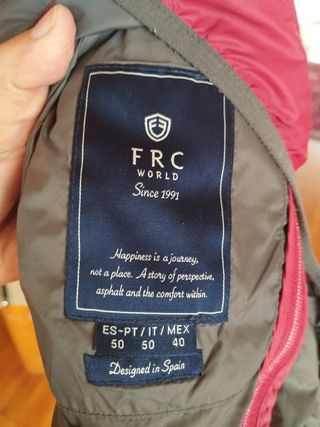 FRC
WORLD
Since 1991
Happiness is a journey,
not a place. A story of perspective,
asphalt and the comfort within.
ES-PT / IT / MEX
50 50 40
Designed in Spain